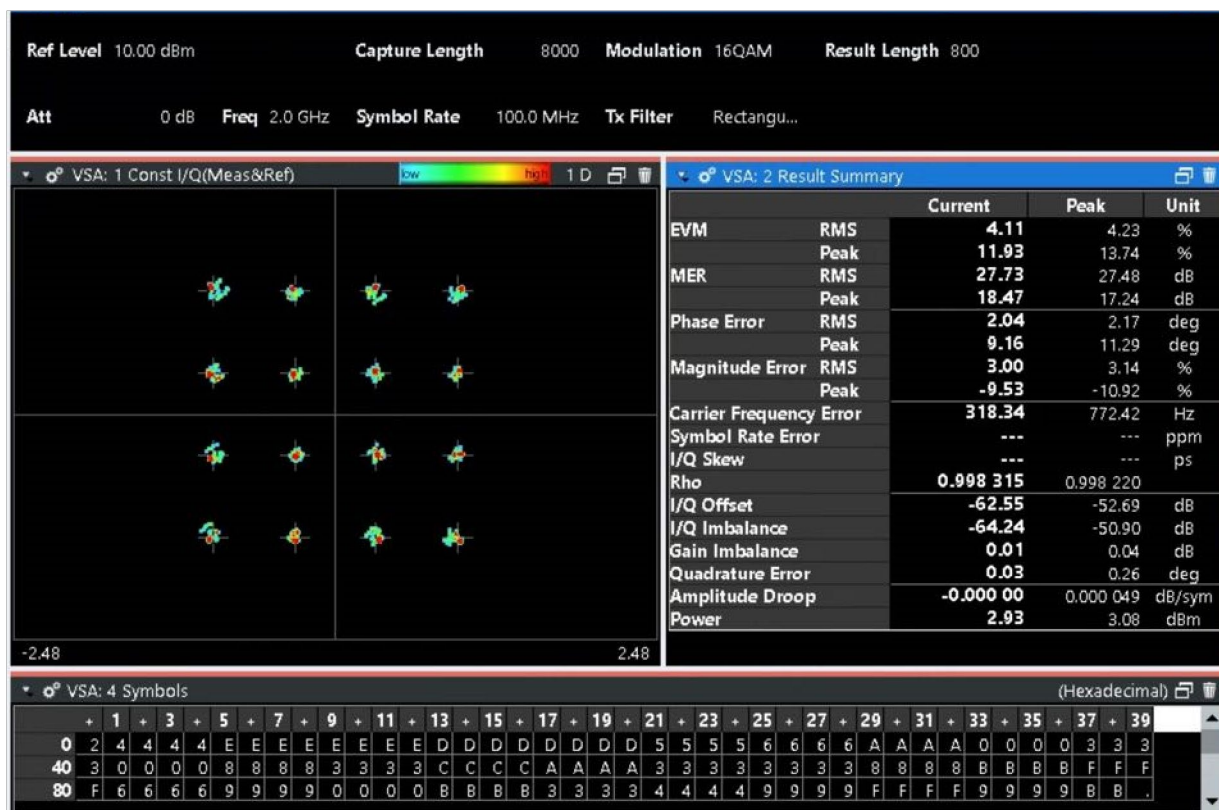 Ref Level 10.00 dBm Capture Length 8000 Modulation 16QAM Result Length 800
Att 0 dB Freq 2.0 GHz Symbol Rate 100.0 MHz Tx Filter Rectangu...
VSA: 1 Const I/Q(Meas&Ref) low high 1 D
-2.48 2.48
VSA: 2 Result Summary
Current Peak Unit
EVM RMS 4.11 4.23 %
Peak 11.93 13.74 %
MER RMS 27.73 27.48 dB
Peak 18.47 17.24 dB
Phase Error RMS 2.04 2.17 deg
Peak 9.16 11.29 deg
Magnitude Error RMS 3.00 3.14 %
Peak -9.53 -10.92 %
Carrier Frequency Error 318.34 772.42 Hz
Symbol Rate Error --- --- ppm
I/Q Skew --- --- ps
Rho 0.998 315 0.998 220
I/Q Offset -62.55 -52.69 dB
I/Q Imbalance -64.24 -50.90 dB
Gain Imbalance 0.01 0.04 dB
Quadrature Error 0.03 0.26 deg
Amplitude Droop -0.000 00 0.000 049 dB/sym
Power 2.93 3.08 dBm
VSA: 4 Symbols (Hexadecimal)
+ 1 + 3 + 5 + 7 + 9 + 11 + 13 + 15 + 17 + 19 + 21 + 23 + 25 + 27 + 29 + 31 + 33 + 35 + 37 + 39
0 2 4 4 4 4 E E E E E E E E D D D D D D D D 5 5 5 5 6 6 6 6 A A A A 0 0 0 0 3 3 3
40 3 0 0 0 0 8 8 8 8 3 3 3 3 C C C C A A A A 3 3 3 3 3 3 3 3 8 8 8 8 B B B B F F F
80 F 6 6 6 6 9 9 9 9 0 0 0 0 B B B B 3 3 3 3 4 4 4 4 9 9 9 9 F F F F 9 9 9 9 B B .